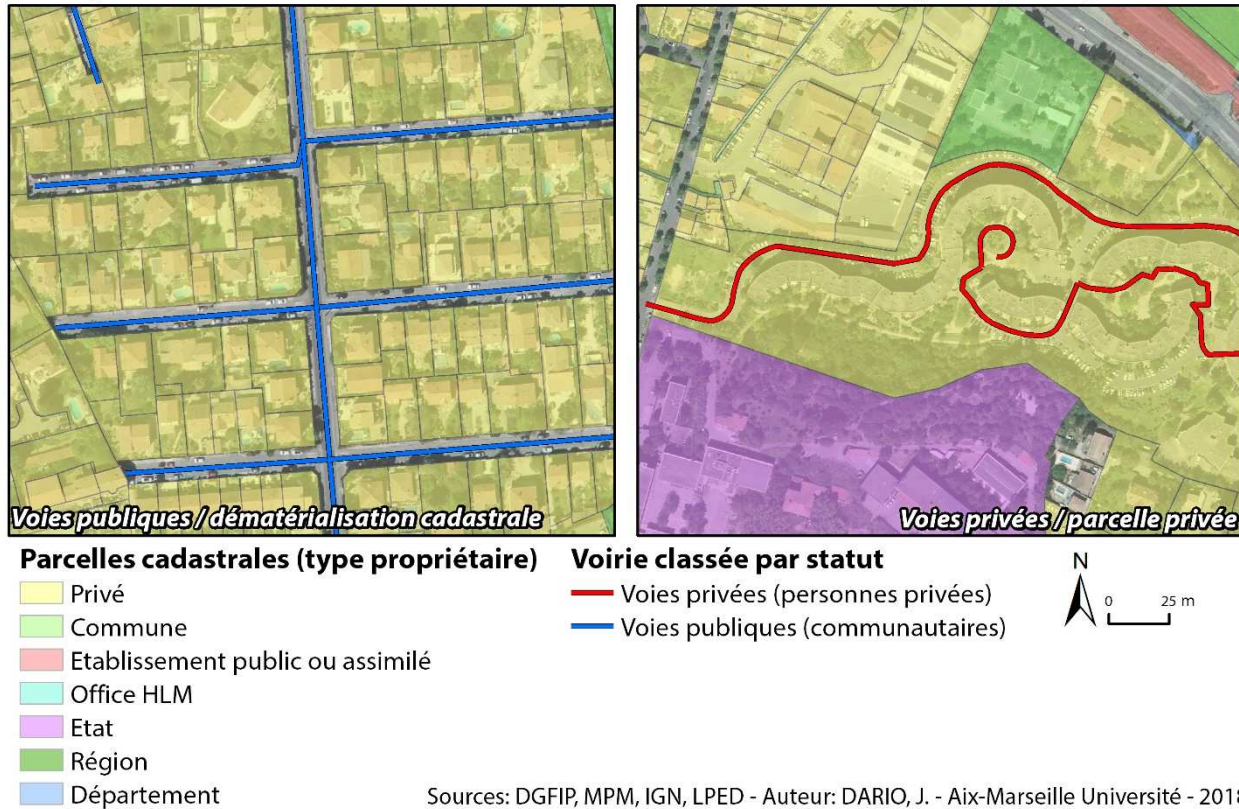 Voies publiques / dématérialisation cadastrale
Voies privées / parcelle privée
Parcelles cadastrales (type propriétaire)
Privé
Commune
Etablissement public ou assimilé
Office HLM
Etat
Région
Département
Voirie classée par statut
Voies privées (personnes privées)
Voies publiques (communautaires)
N
0 25 m
Sources: DGFIP, MPM, IGN, LPED - Auteur: DARIO, J. - Aix-Marseille Université - 2018